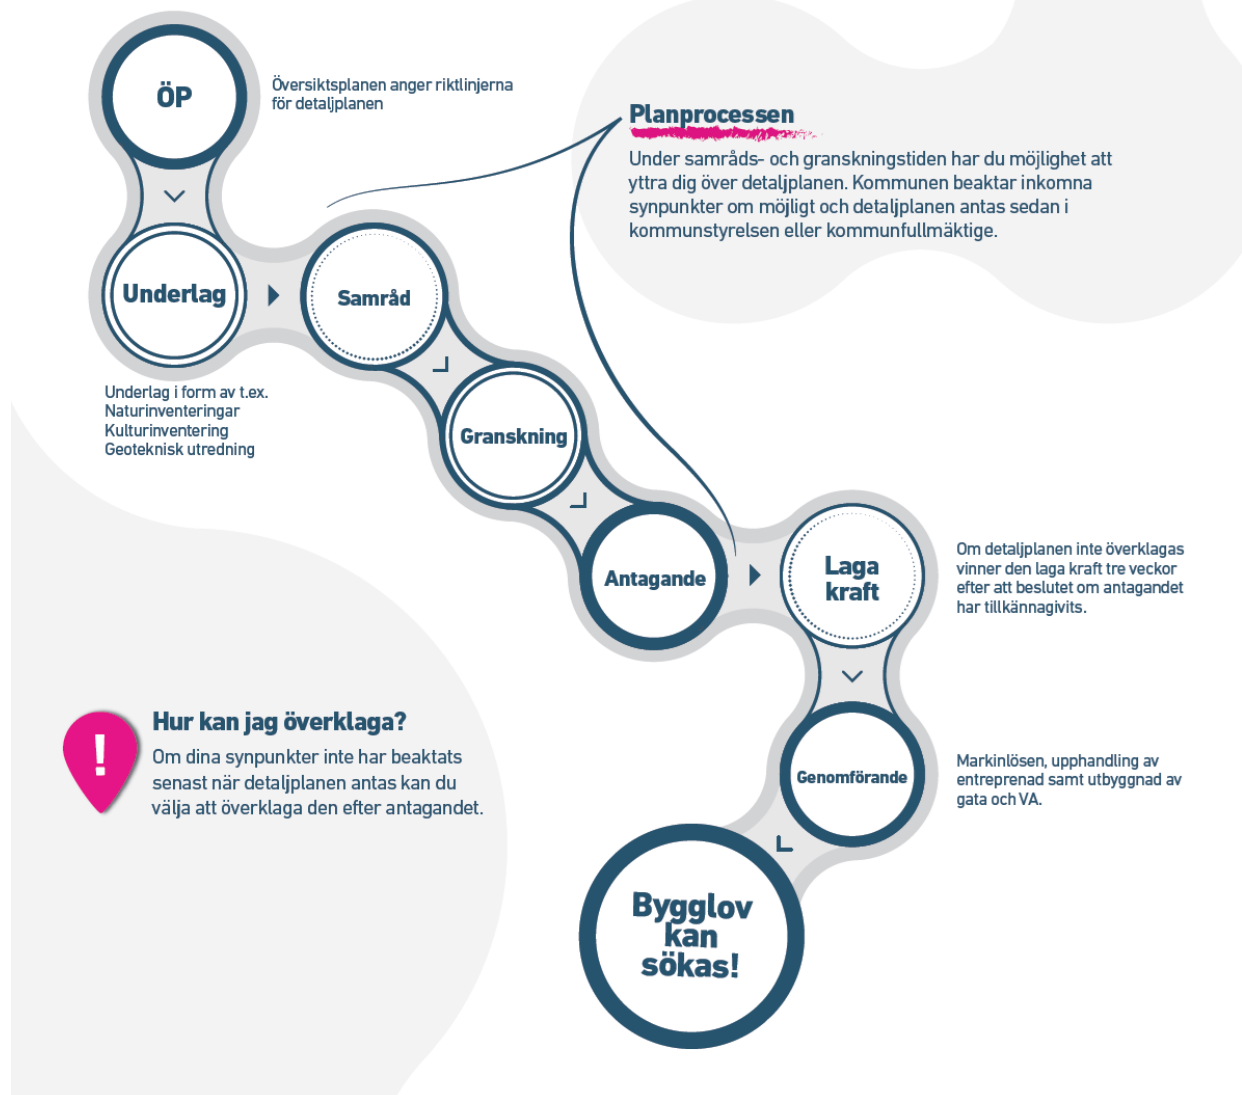 ÖP
Översiktsplanen anger riktlinjerna
för detaljplanen
Planprocessen
Under samråds- och granskningstiden har du möjlighet att
yttra dig över detaljplanen. Kommunen beaktar inkomna
synpunkter om möjligt och detaljplanen antas sedan i
kommunstyrelsen eller kommunfullmäktige.
Underlag
Samråd
Underlag i form av t.ex.
Naturinventeringar
Kulturinventering
Geoteknisk utredning
Granskning
Antagande
Laga
kraft
Om detaljplanen inte överklagas
vinner den laga kraft tre veckor
efter att beslutet om antagandet
har tillkännagivits.
!
Hur kan jag överklaga?
Om dina synpunkter inte har beaktats
senast när detaljplanen antas kan du
välja att överklaga den efter antagandet.
Genomförande
Markinlösen, upphandling av
entreprenad samt utbyggnad av
gata och VA.
Bygglov
kan
sökas!